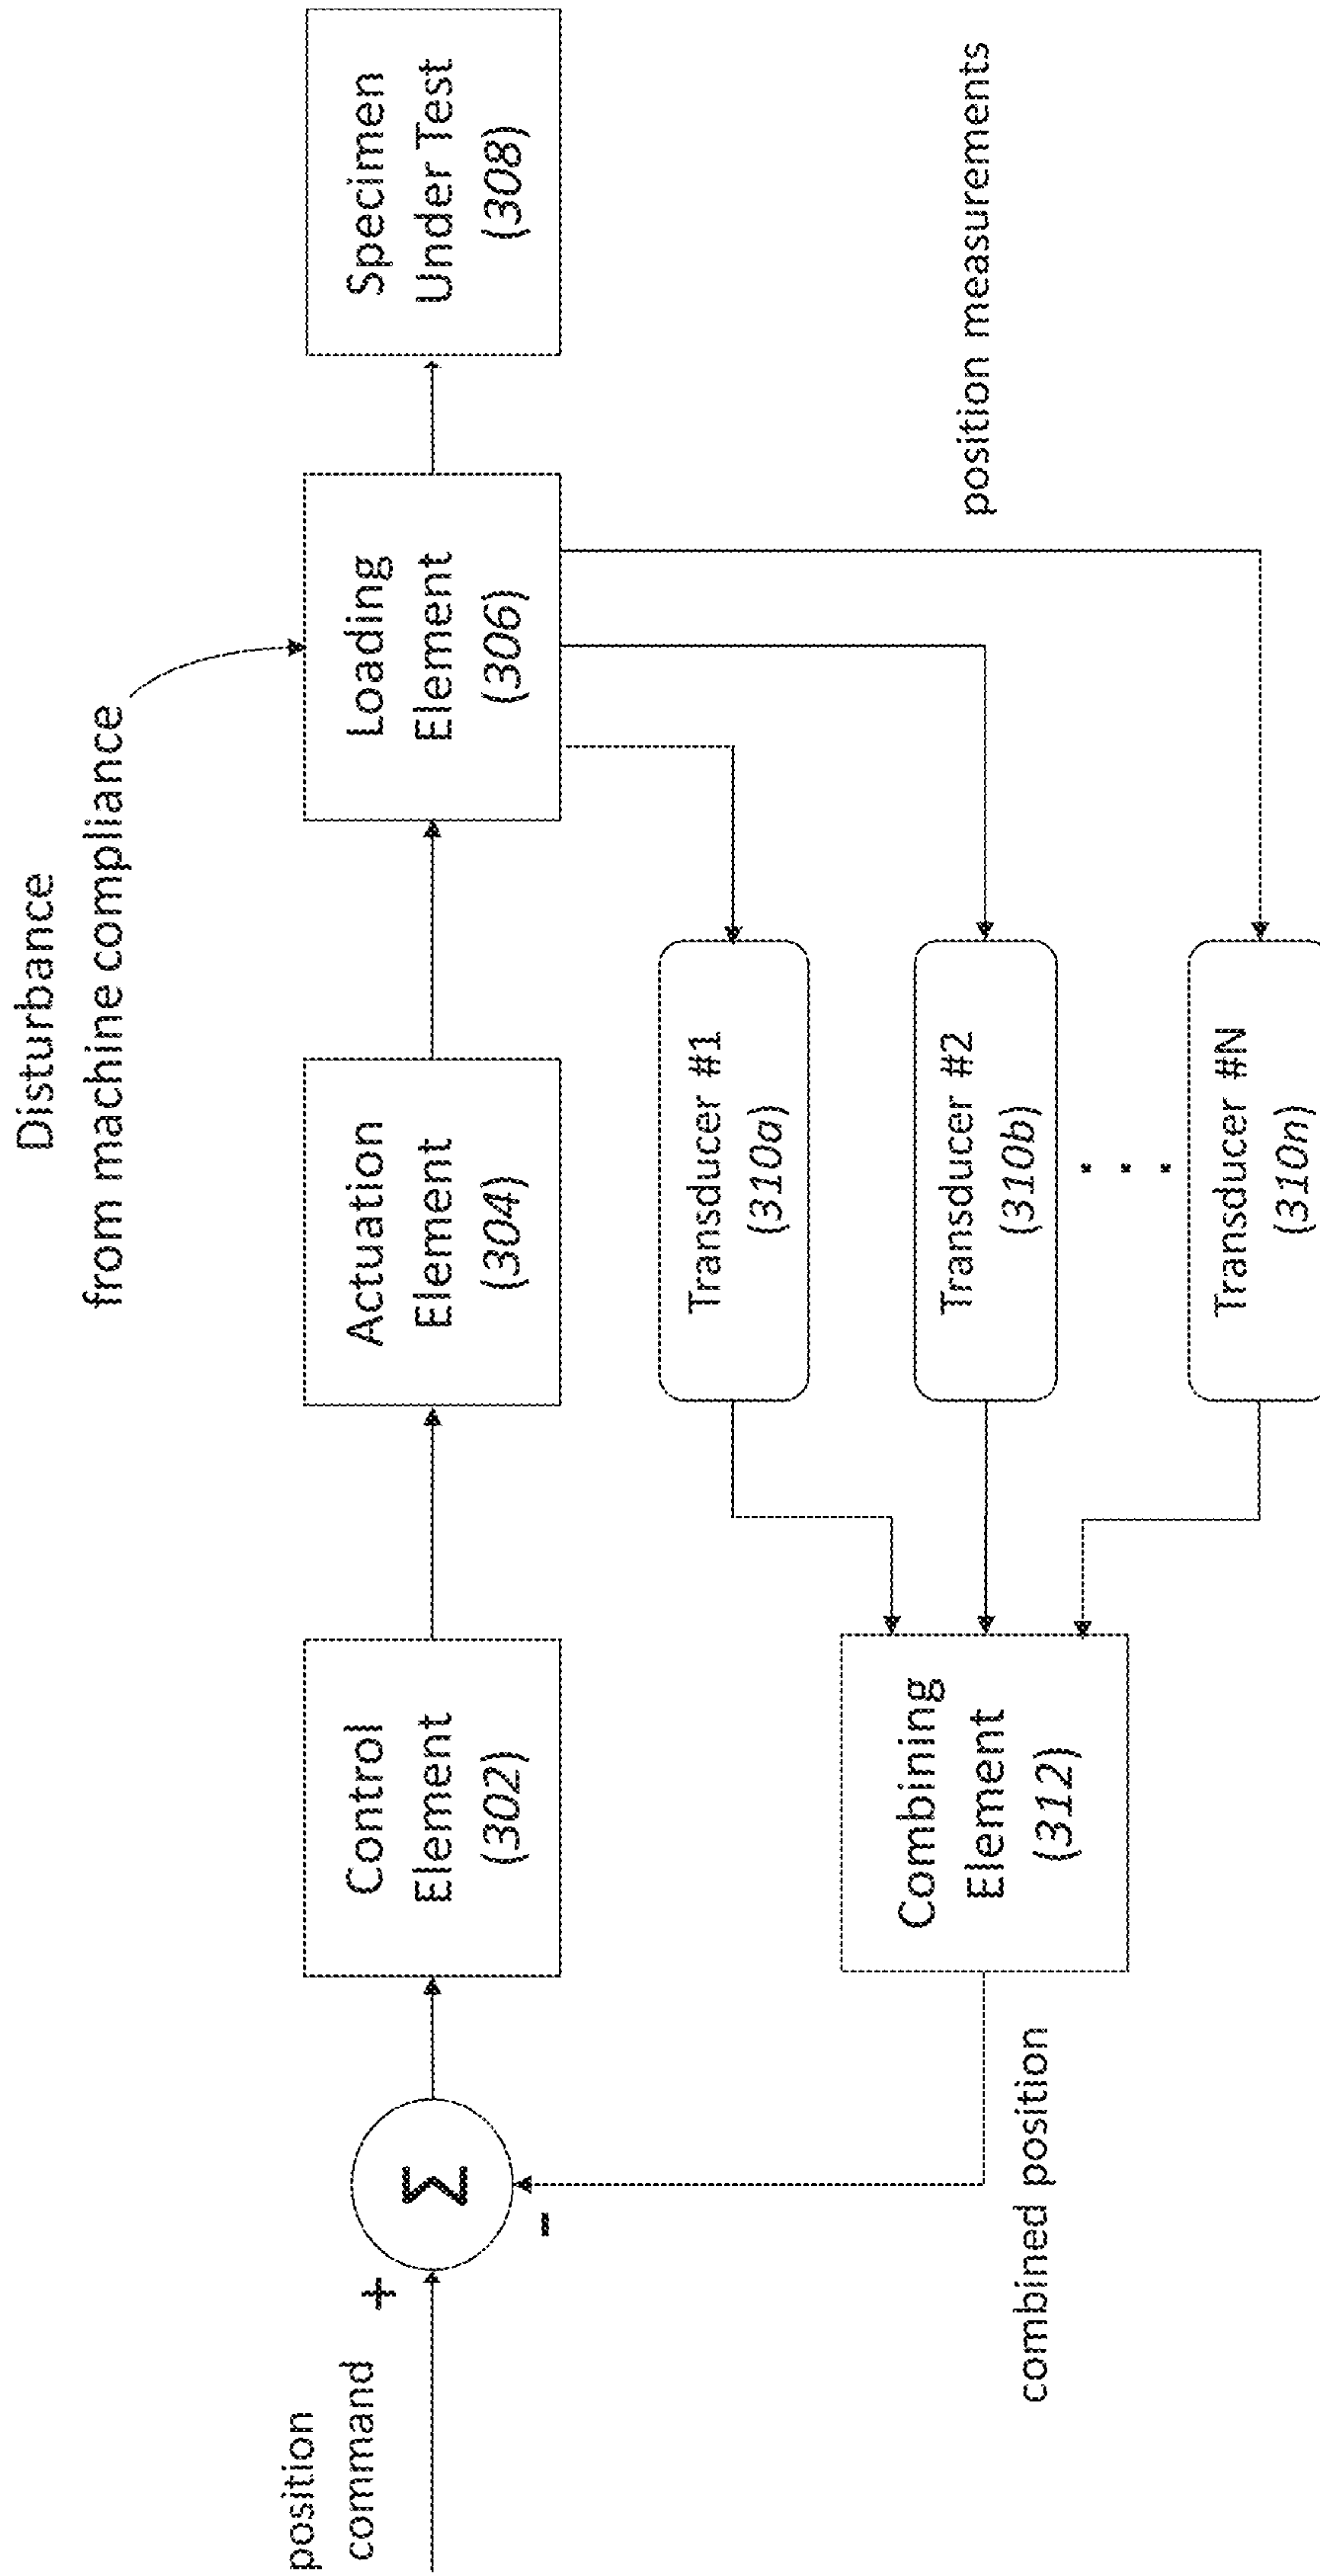 Disturbance
from machine compliance
position
command
+
Σ
-
Control
Element
(302)
Actuation
Element
(304)
Loading
Element
(306)
Specimen
Under Test
(308)
Transducer #1
(310a)
Transducer #2
(310b)
. . .
Transducer #N
(310n)
position measurements
Combining
Element
(312)
combined position